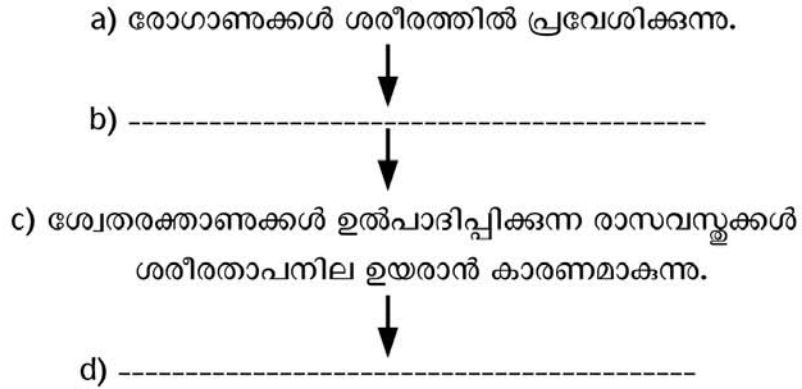 a) രോഗാണുക്കൾ ശരീരത്തിൽ പ്രവേശിക്കുന്നു.
b) -------------------------------------------
c) ശ്വേതരക്താണുക്കൾ ഉൽപാദിപ്പിക്കുന്ന രാസവസ്തുക്കൾ
ശരീരതാപനില ഉയരാൻ കാരണമാകുന്നു.
d) -------------------------------------------